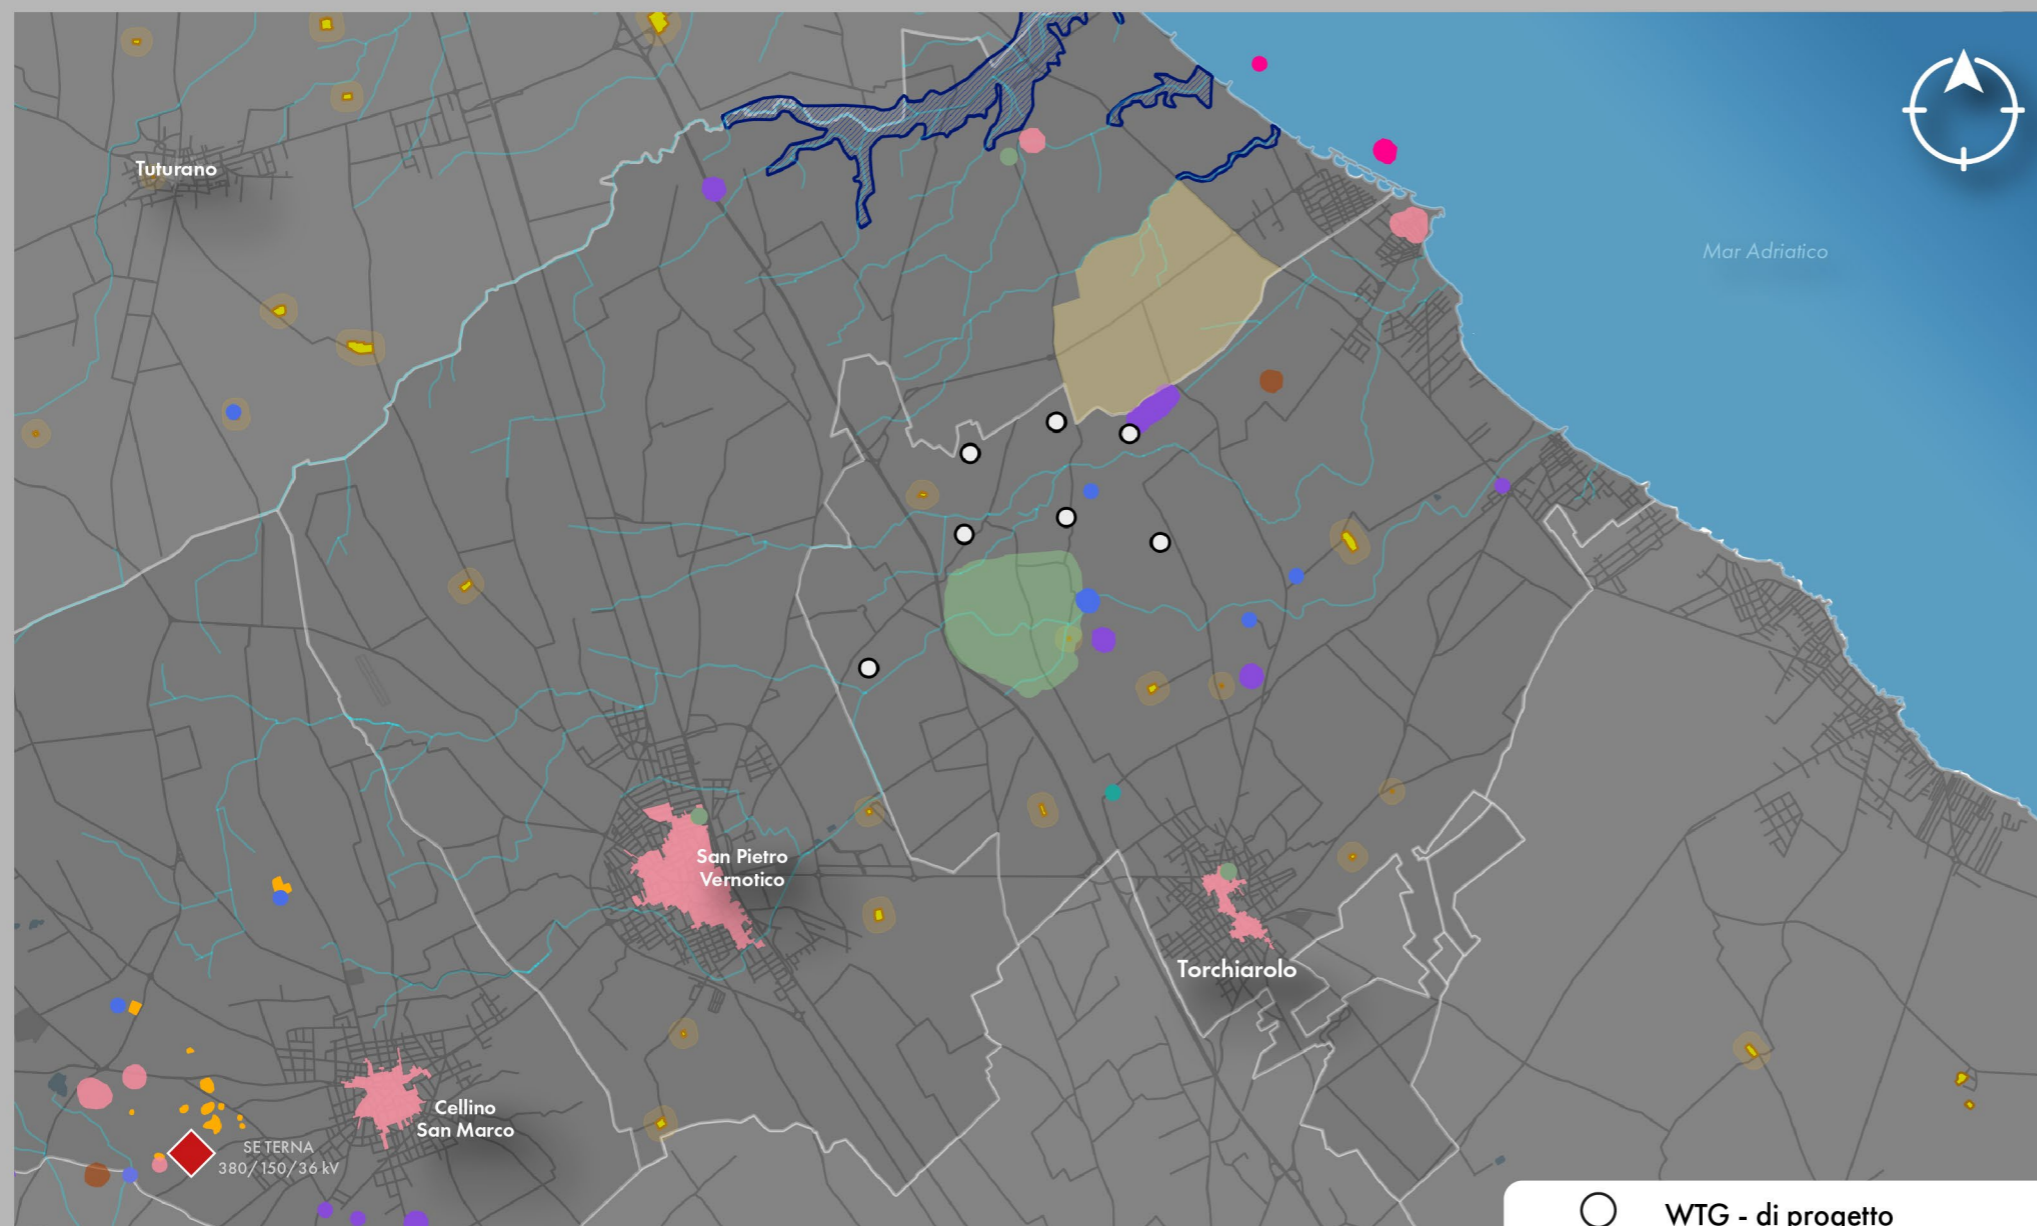 Tuturano
Mar Adriatico
San Pietro
Vernotico
Torchiarolo
Cellino
San Marco
SE TERNA
380/150/36 kV
WTG - di progetto